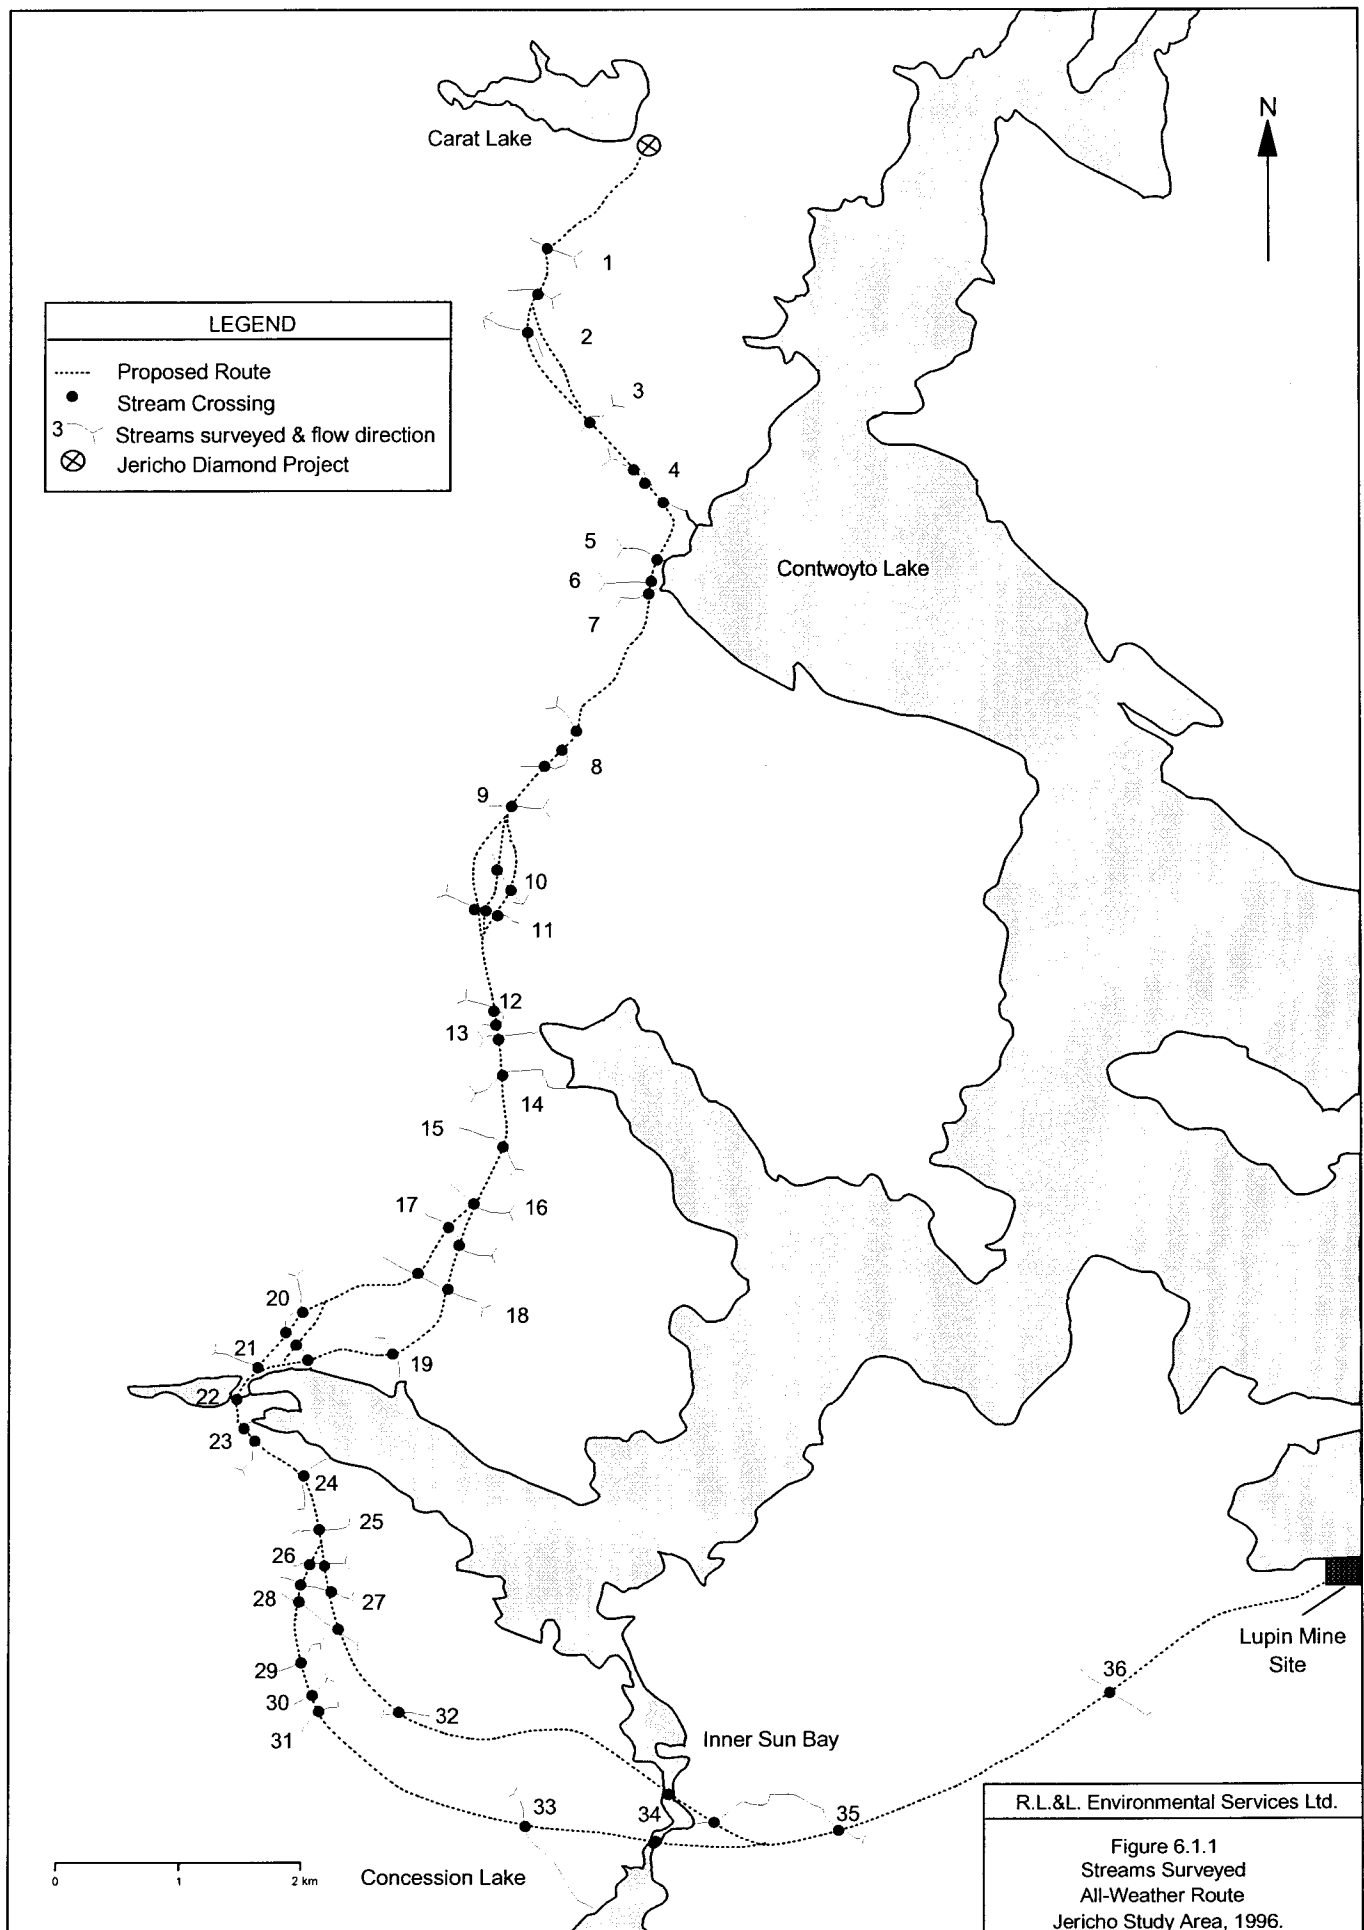 N
Carat Lake
1
LEGEND
Proposed Route
Stream Crossing
3 Streams surveyed & flow direction
Jericho Diamond Project
2
3
4
5
6
7
Contwoyto Lake
8
9
10
11
12
13
14
15
16
17
18
19
20
21
22
23
24
25
26
27
28
29
30
31
32
33
34
35
36
Lupin Mine
Site
Inner Sun Bay
Concession Lake
0 1 2 km
R.L.&L. Environmental Services Ltd.
Figure 6.1.1
Streams Surveyed
All-Weather Route
Jericho Study Area, 1996.